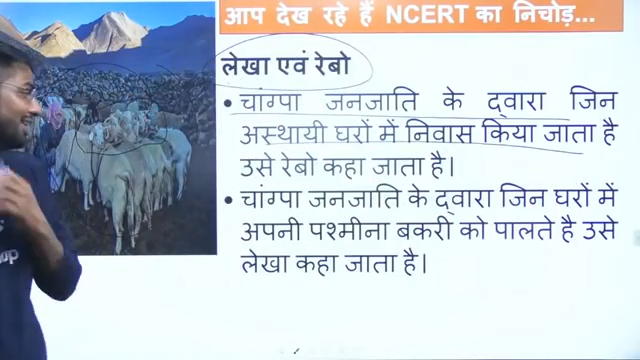 आप देख रहे हैं NCERT का निचोड़...
लेखा एवं रेबो
• चांग्पा जनजाति के द्वारा जिन
अस्थायी घरों में निवास किया जाता है
उसे रेबो कहा जाता है।
• चांग्पा जनजाति के द्वारा जिन घरों में
अपनी पश्मीना बकरी को पालते है उसे
लेखा कहा जाता है।